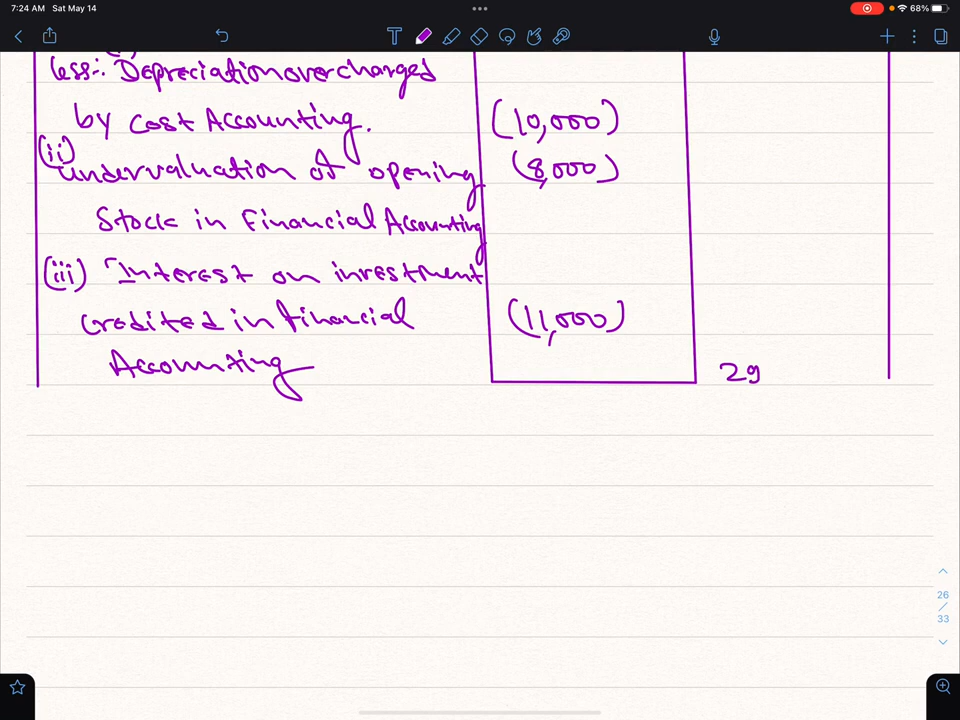 7:24 AM Sat May 14
68%
less:- Depreciation overcharged
by Cost Accounting. (10,000)
(ii)
undervaluation of opening (8,000)
Stock in Financial Accounting
(iii) Interest on investment
credited in financial (11,000)
Accounting 29
26
/
33